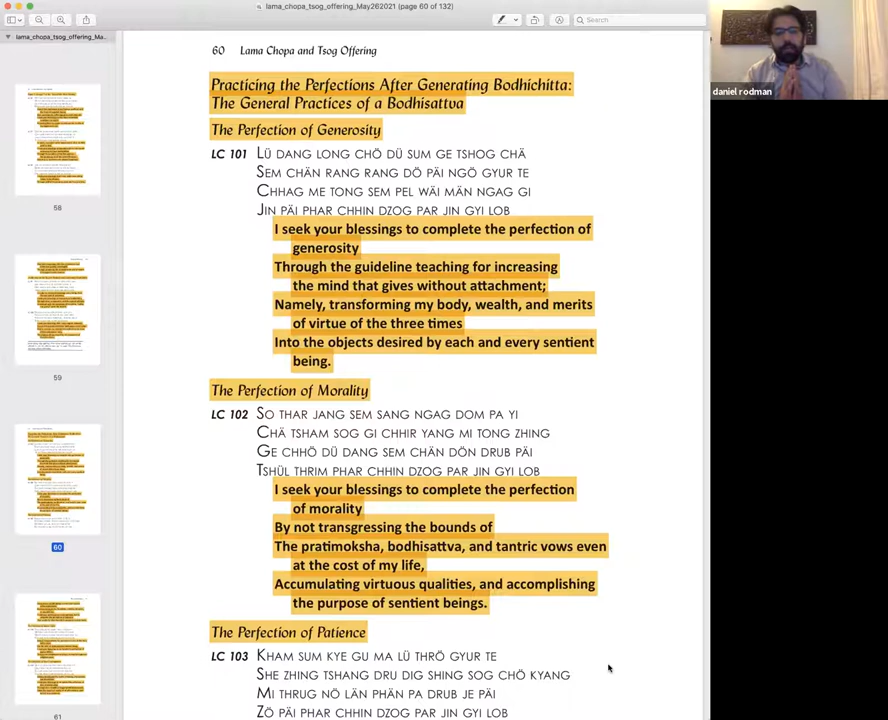 lama_chopa_tsog_offering_May262021 (page 60 of 132)
Search
lama_chopa_tsog_offering_Ma...
58
59
60
61
60 Lama Chopa and Tsog Offering
Practicing the Perfections After Generating Bodhichitta:
The General Practices of a Bodhisattva
The Perfection of Generosity
LC 101 LÜ DANG LONG CHÖ DÜ SUM GE TSHOG CHÄ
SEM CHÄN RANG RANG DÖ PÄI NGÖ GYUR TE
CHHAG ME TONG SEM PEL WÄI MÄN NGAG GI
JIN PÄI PHAR CHHIN DZOG PAR JIN GYI LOB
I seek your blessings to complete the perfection of
generosity
Through the guideline teaching for increasing
the mind that gives without attachment;
Namely, transforming my body, wealth, and merits
of virtue of the three times
Into the objects desired by each and every sentient
being.
The Perfection of Morality
LC 102 SO THAR JANG SEM SANG NGAG DOM PA YI
CHÄ TSHAM SOG GI CHHIR YANG MI TONG ZHING
GE CHHÖ DÜ DANG SEM CHÄN DÖN DRUB PÄI
TSHÜL THRIM PHAR CHHIN DZOG PAR JIN GYI LOB
I seek your blessings to complete the perfection
of morality
By not transgressing the bounds of
The pratimoksha, bodhisattva, and tantric vows even
at the cost of my life,
Accumulating virtuous qualities, and accomplishing
the purpose of sentient beings.
The Perfection of Patience
LC 103 KHAM SUM KYE GU MA LÜ THRÖ GYUR TE
SHE ZHING TSHANG DRU DIG SHING SOG CHÖ KYANG
MI THRUG NÖ LÄN PHÄN PA DRUB JE PÄI
ZÖ PÄI PHAR CHHIN DZOG PAR JIN GYI LOB
daniel rodman